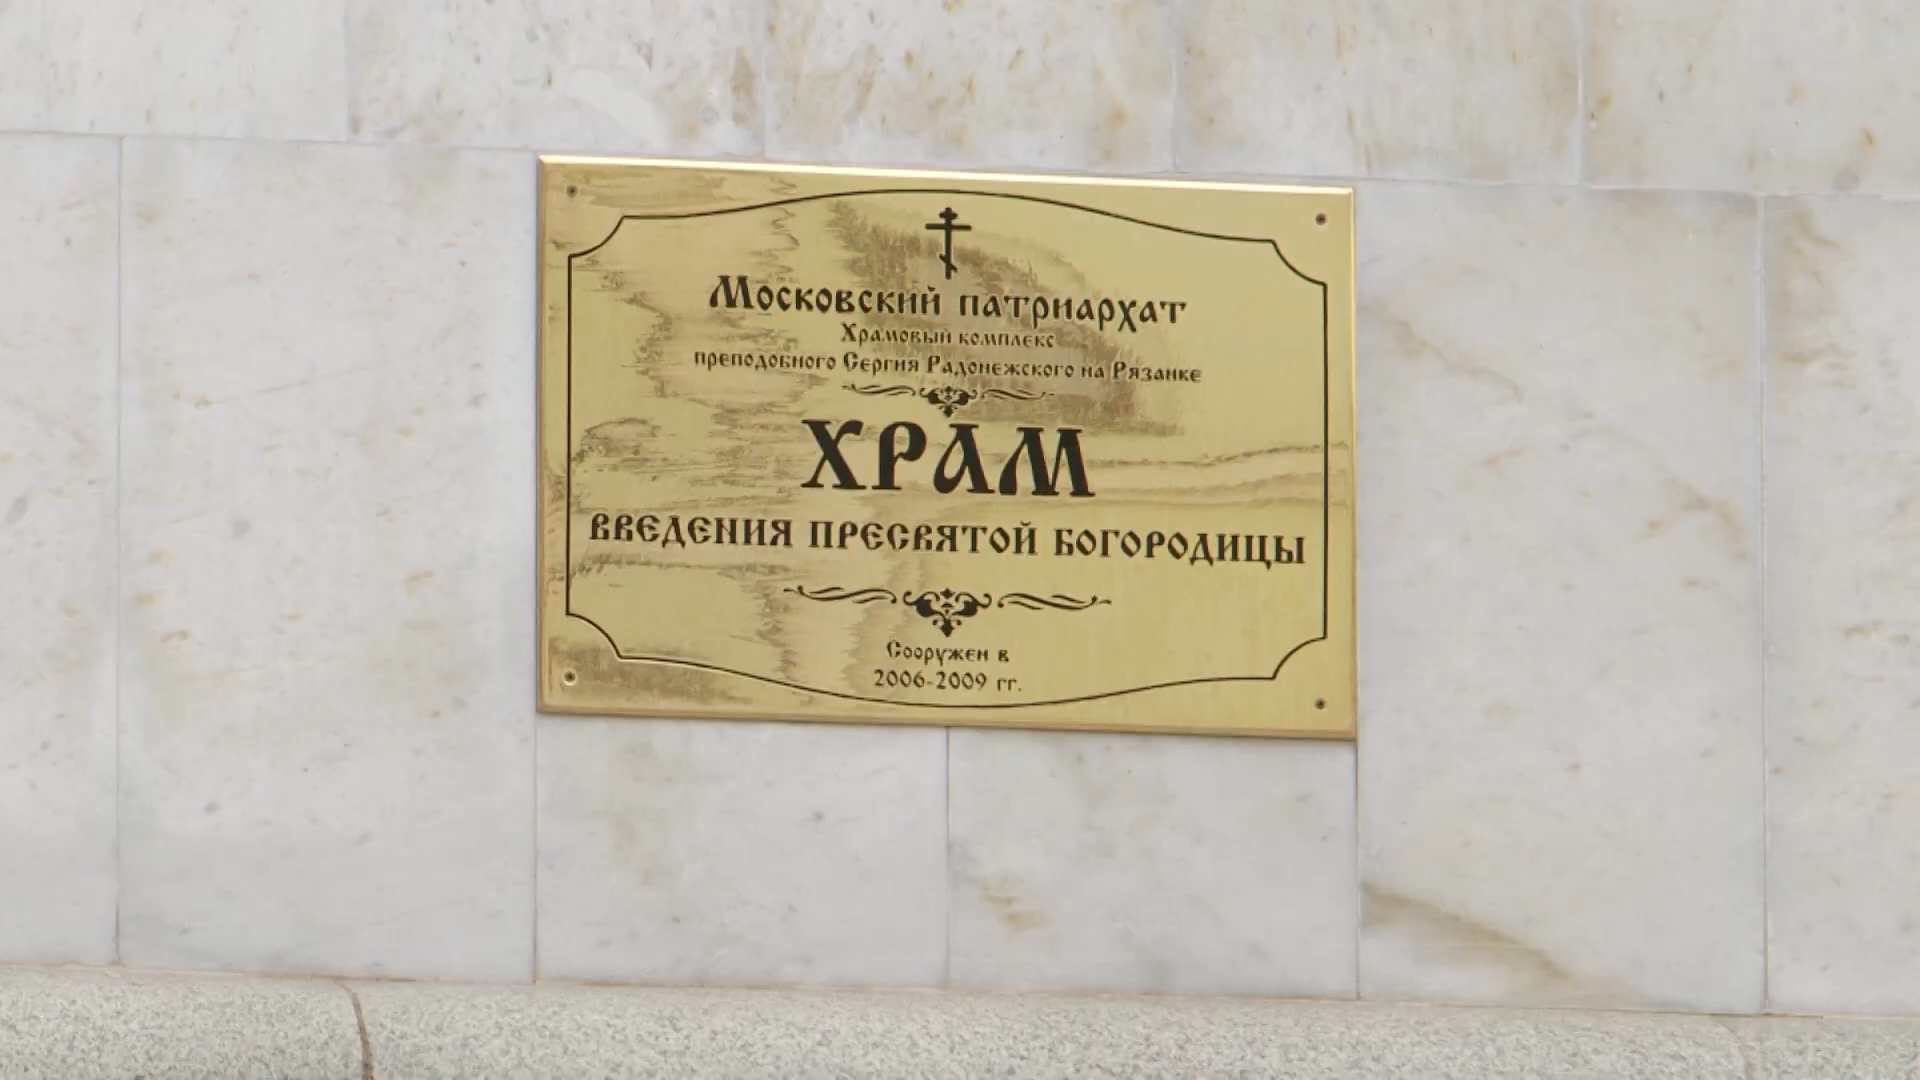 Московский патриархат
Храмовый комплекс
преподобного Сергия Радонежского на Рязанке
ХРАМ
ВВЕДЕНИЯ ПРЕСВЯТОЙ БОГОРОДИЦЫ
Сооружен в
2006-2009 гг.